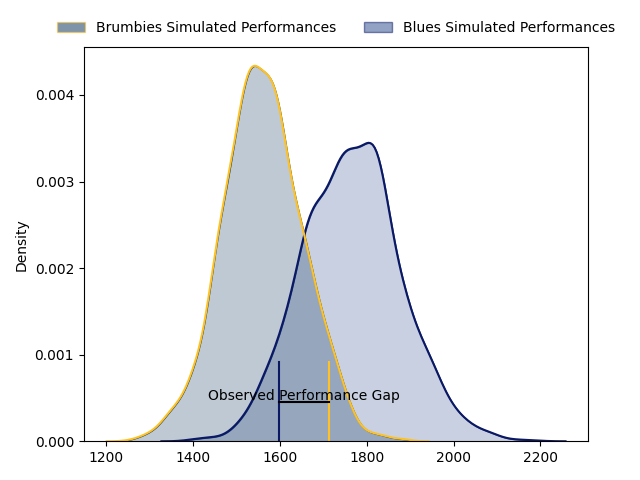 Brumbies Simulated Performances Blues Simulated Performances
0.004
0.003
0.002
0.001
0.000
Density
Observed Performance Gap
1200 1400 1600 1800 2000 2200